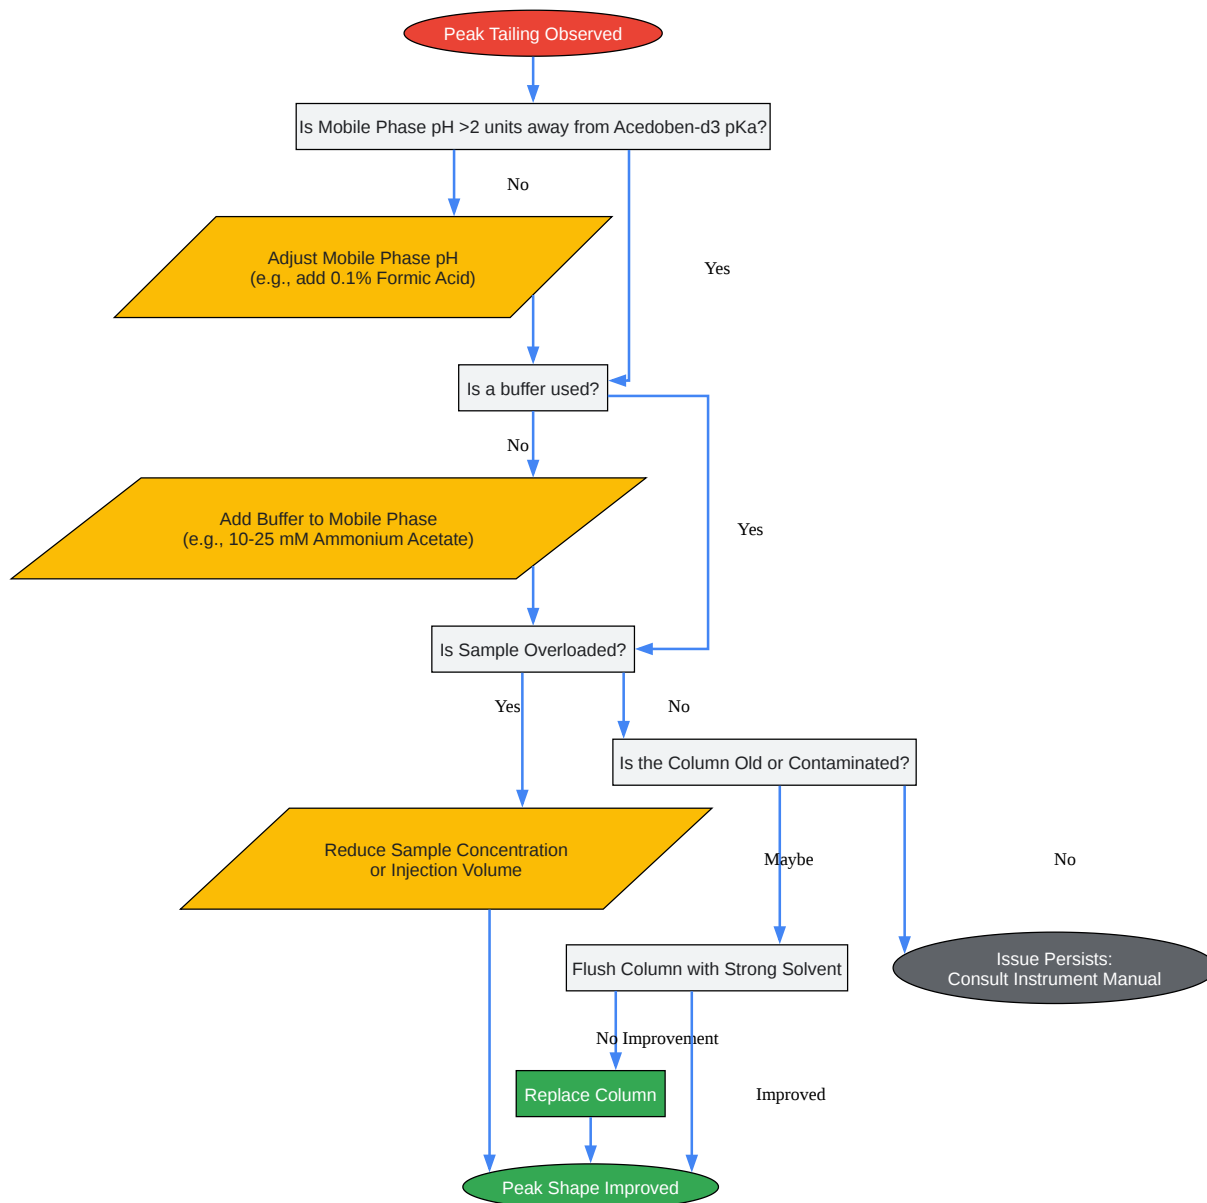 Peak Tailing Observed
Is Mobile Phase pH >2 units away from Acedoben-d3 pKa?
No
Adjust Mobile Phase pH
(e.g., add 0.1% Formic Acid)
Yes
Is a buffer used?
No
Add Buffer to Mobile Phase
(e.g., 10-25 mM Ammonium Acetate)
Yes
Is Sample Overloaded?
Yes
No
Is the Column Old or Contaminated?
Reduce Sample Concentration
or Injection Volume
Maybe
No
Flush Column with Strong Solvent
Issue Persists:
Consult Instrument Manual
No Improvement
Replace Column
Improved
Peak Shape Improved